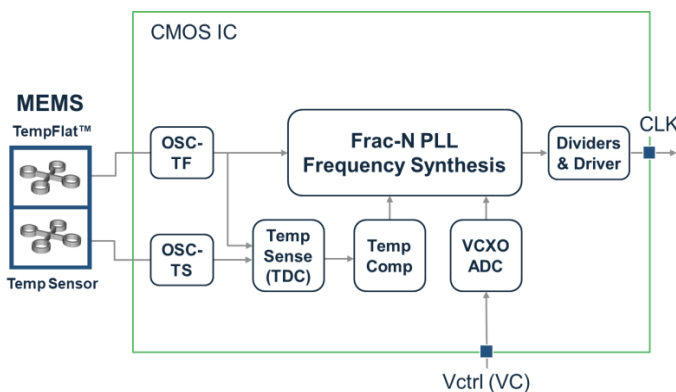 CMOS IC
MEMS
TempFlat™
OSC-
TF
Frac-N PLL
Frequency Synthesis
Dividers
& Driver
CLK
OSC-
TS
Temp
Sense
(TDC)
Temp
Comp
VCXO
ADC
Temp Sensor
Vctrl (VC)